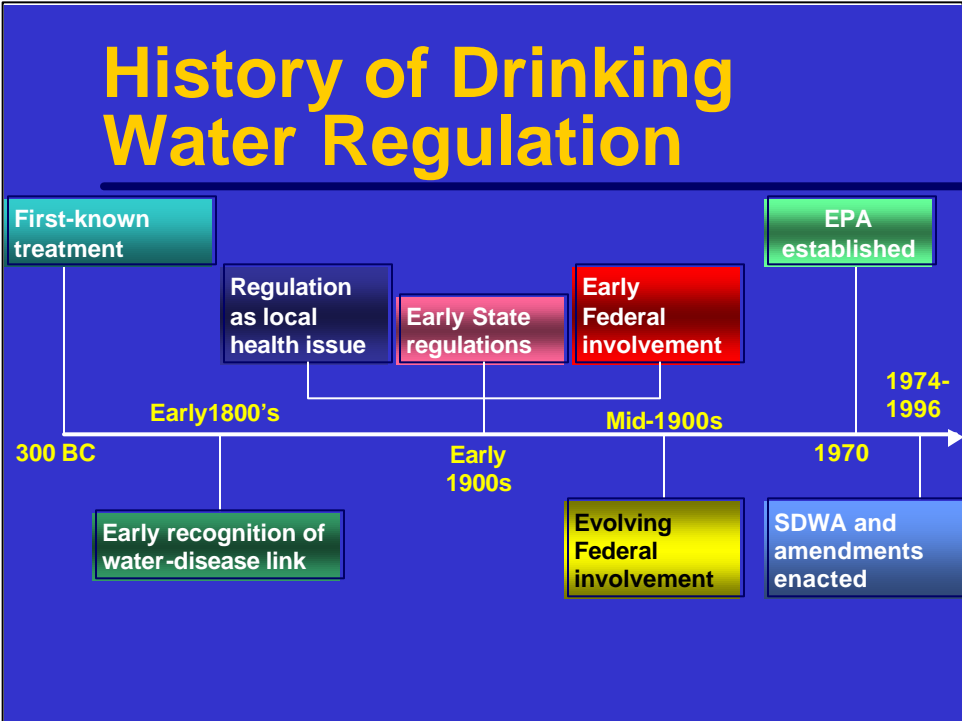 History of Drinking
Water Regulation
First-known
treatment
EPA
established
Regulation
as local
health issue
Early State
regulations
Early
Federal
involvement
1974-
1996
Early1800's
Mid-1900s
300 BC
Early
1900s
1970
Early recognition of
water-disease link
Evolving
Federal
involvement
SDWA and
amendments
enacted